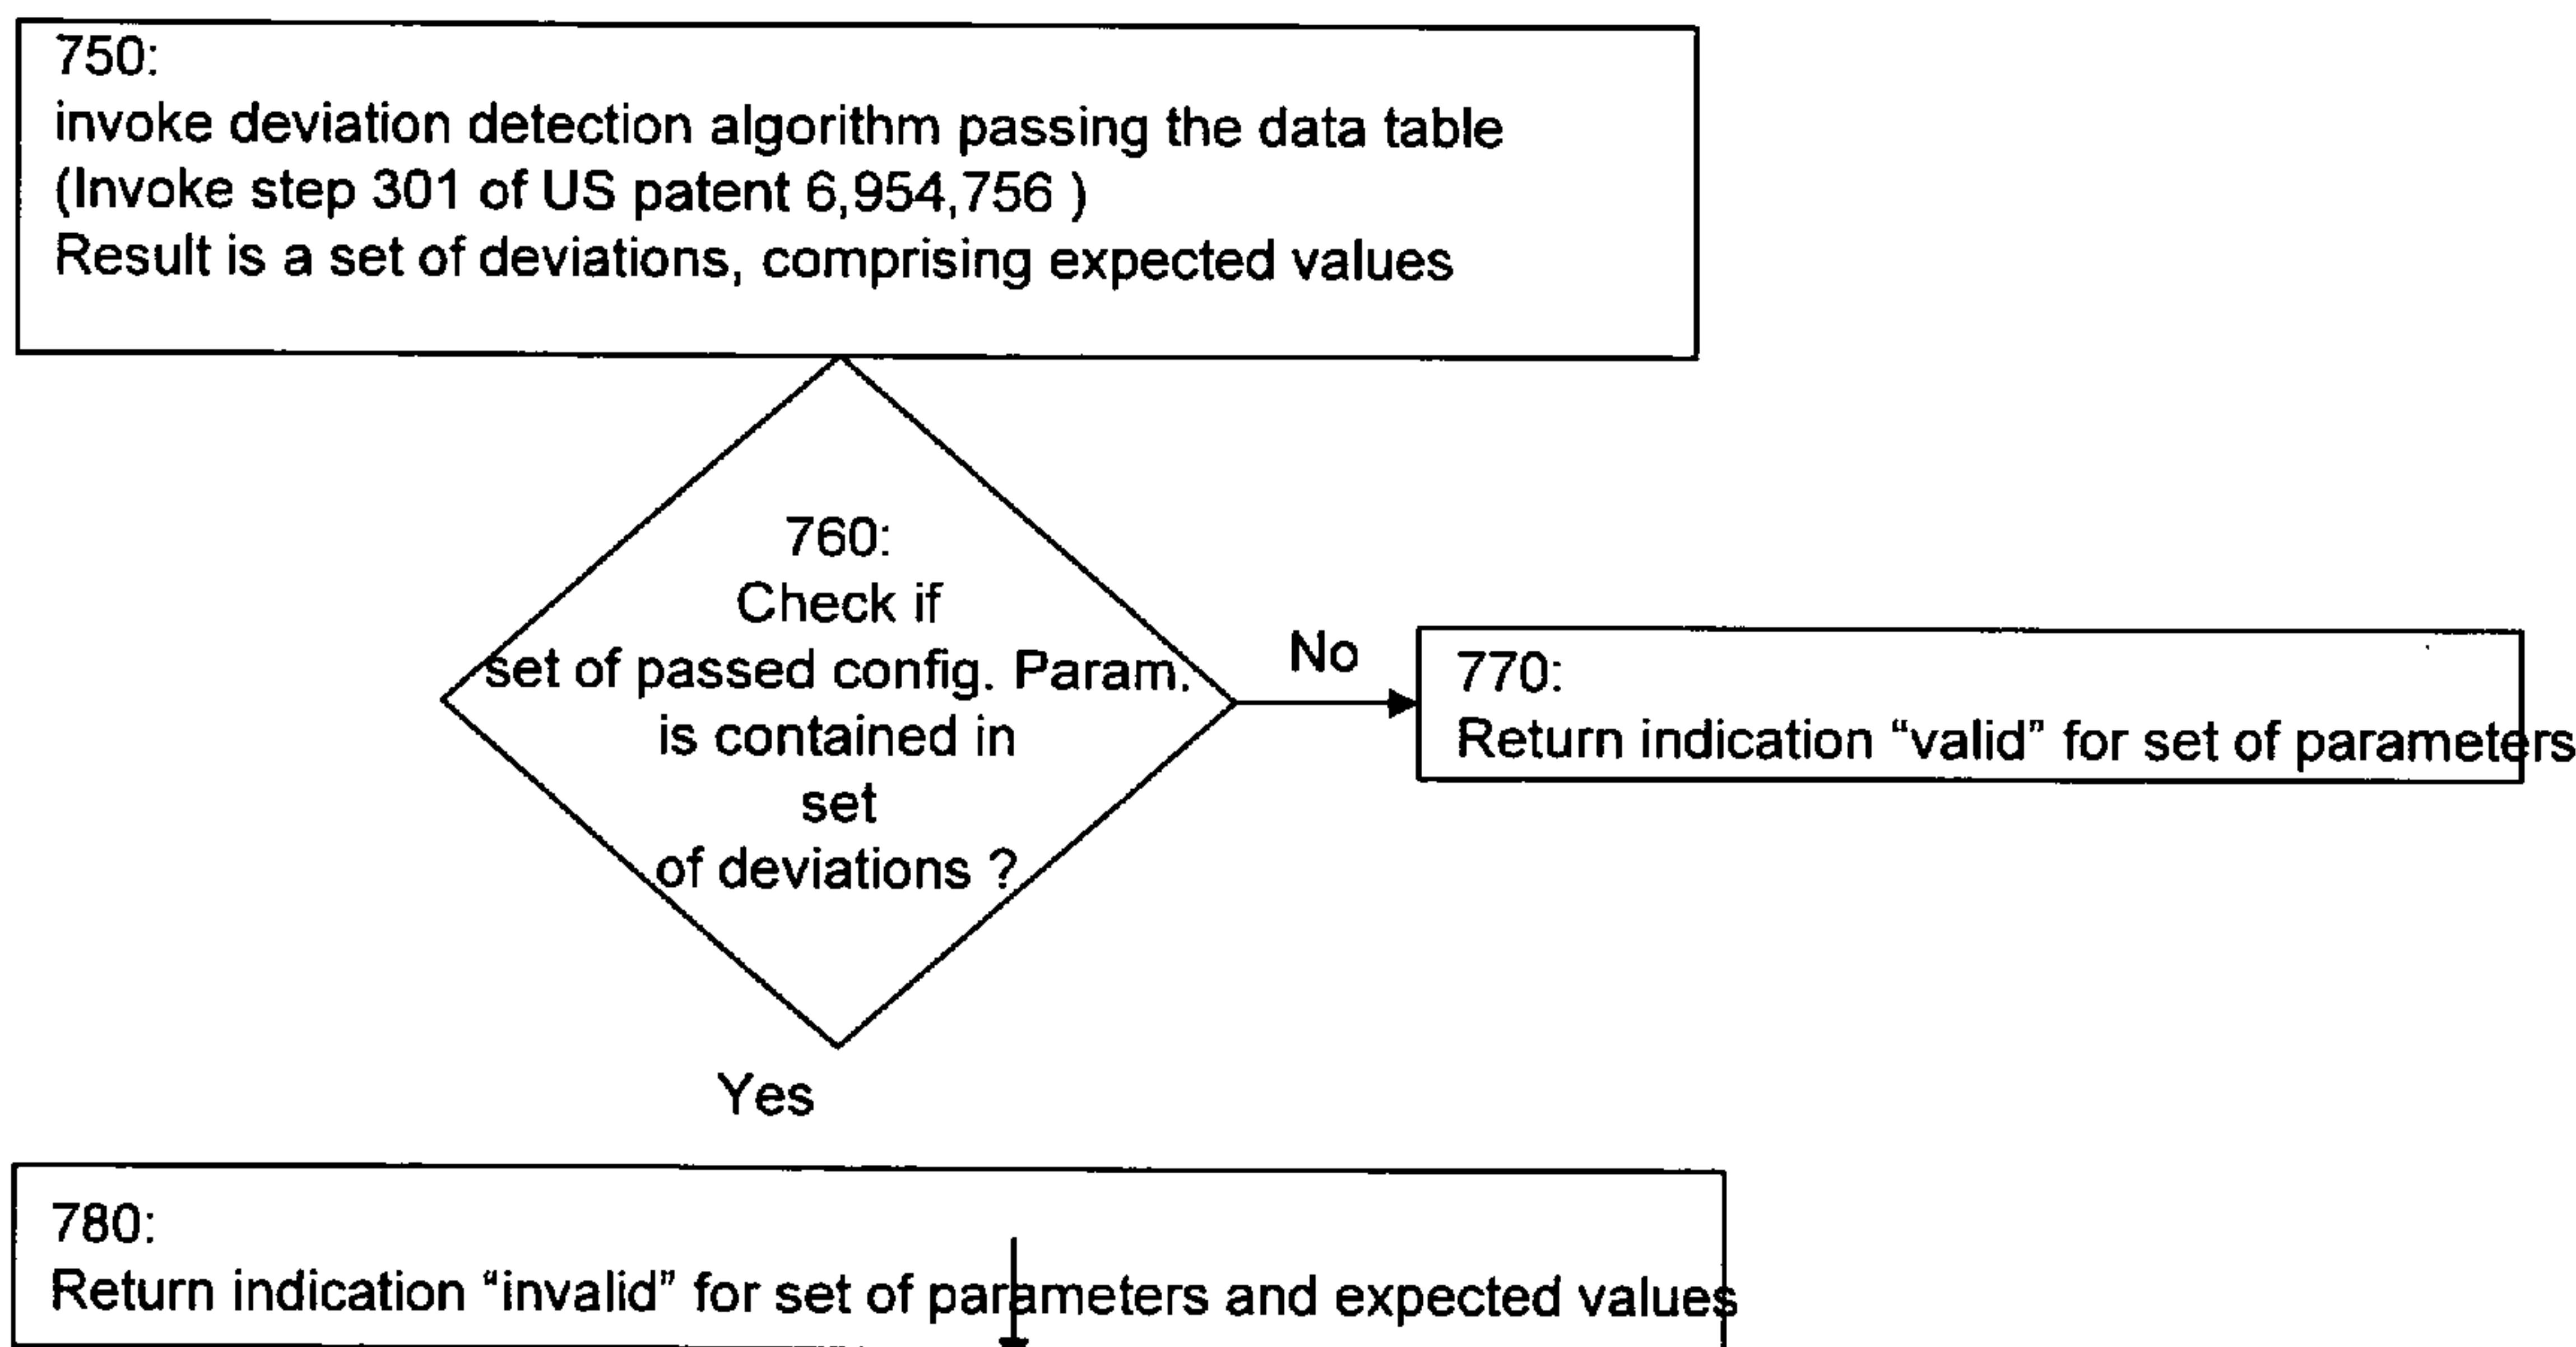 750:
invoke deviation detection algorithm passing the data table
(Invoke step 301 of US patent 6,954,756 )
Result is a set of deviations, comprising expected values
760:
Check if
set of passed config. Param.
is contained in
set
of deviations ?
No
770:
Return indication “valid” for set of parameters
Yes
780:
Return indication “invalid” for set of parameters and expected values